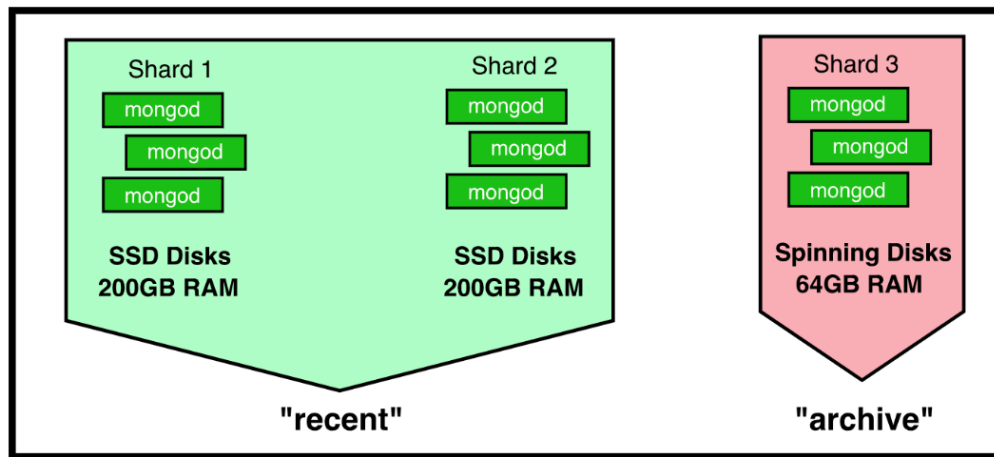 Shard 1
mongod
mongod
mongod
SSD Disks
200GB RAM
Shard 2
mongod
mongod
mongod
SSD Disks
200GB RAM
"recent"
Shard 3
mongod
mongod
mongod
Spinning Disks
64GB RAM
"archive"